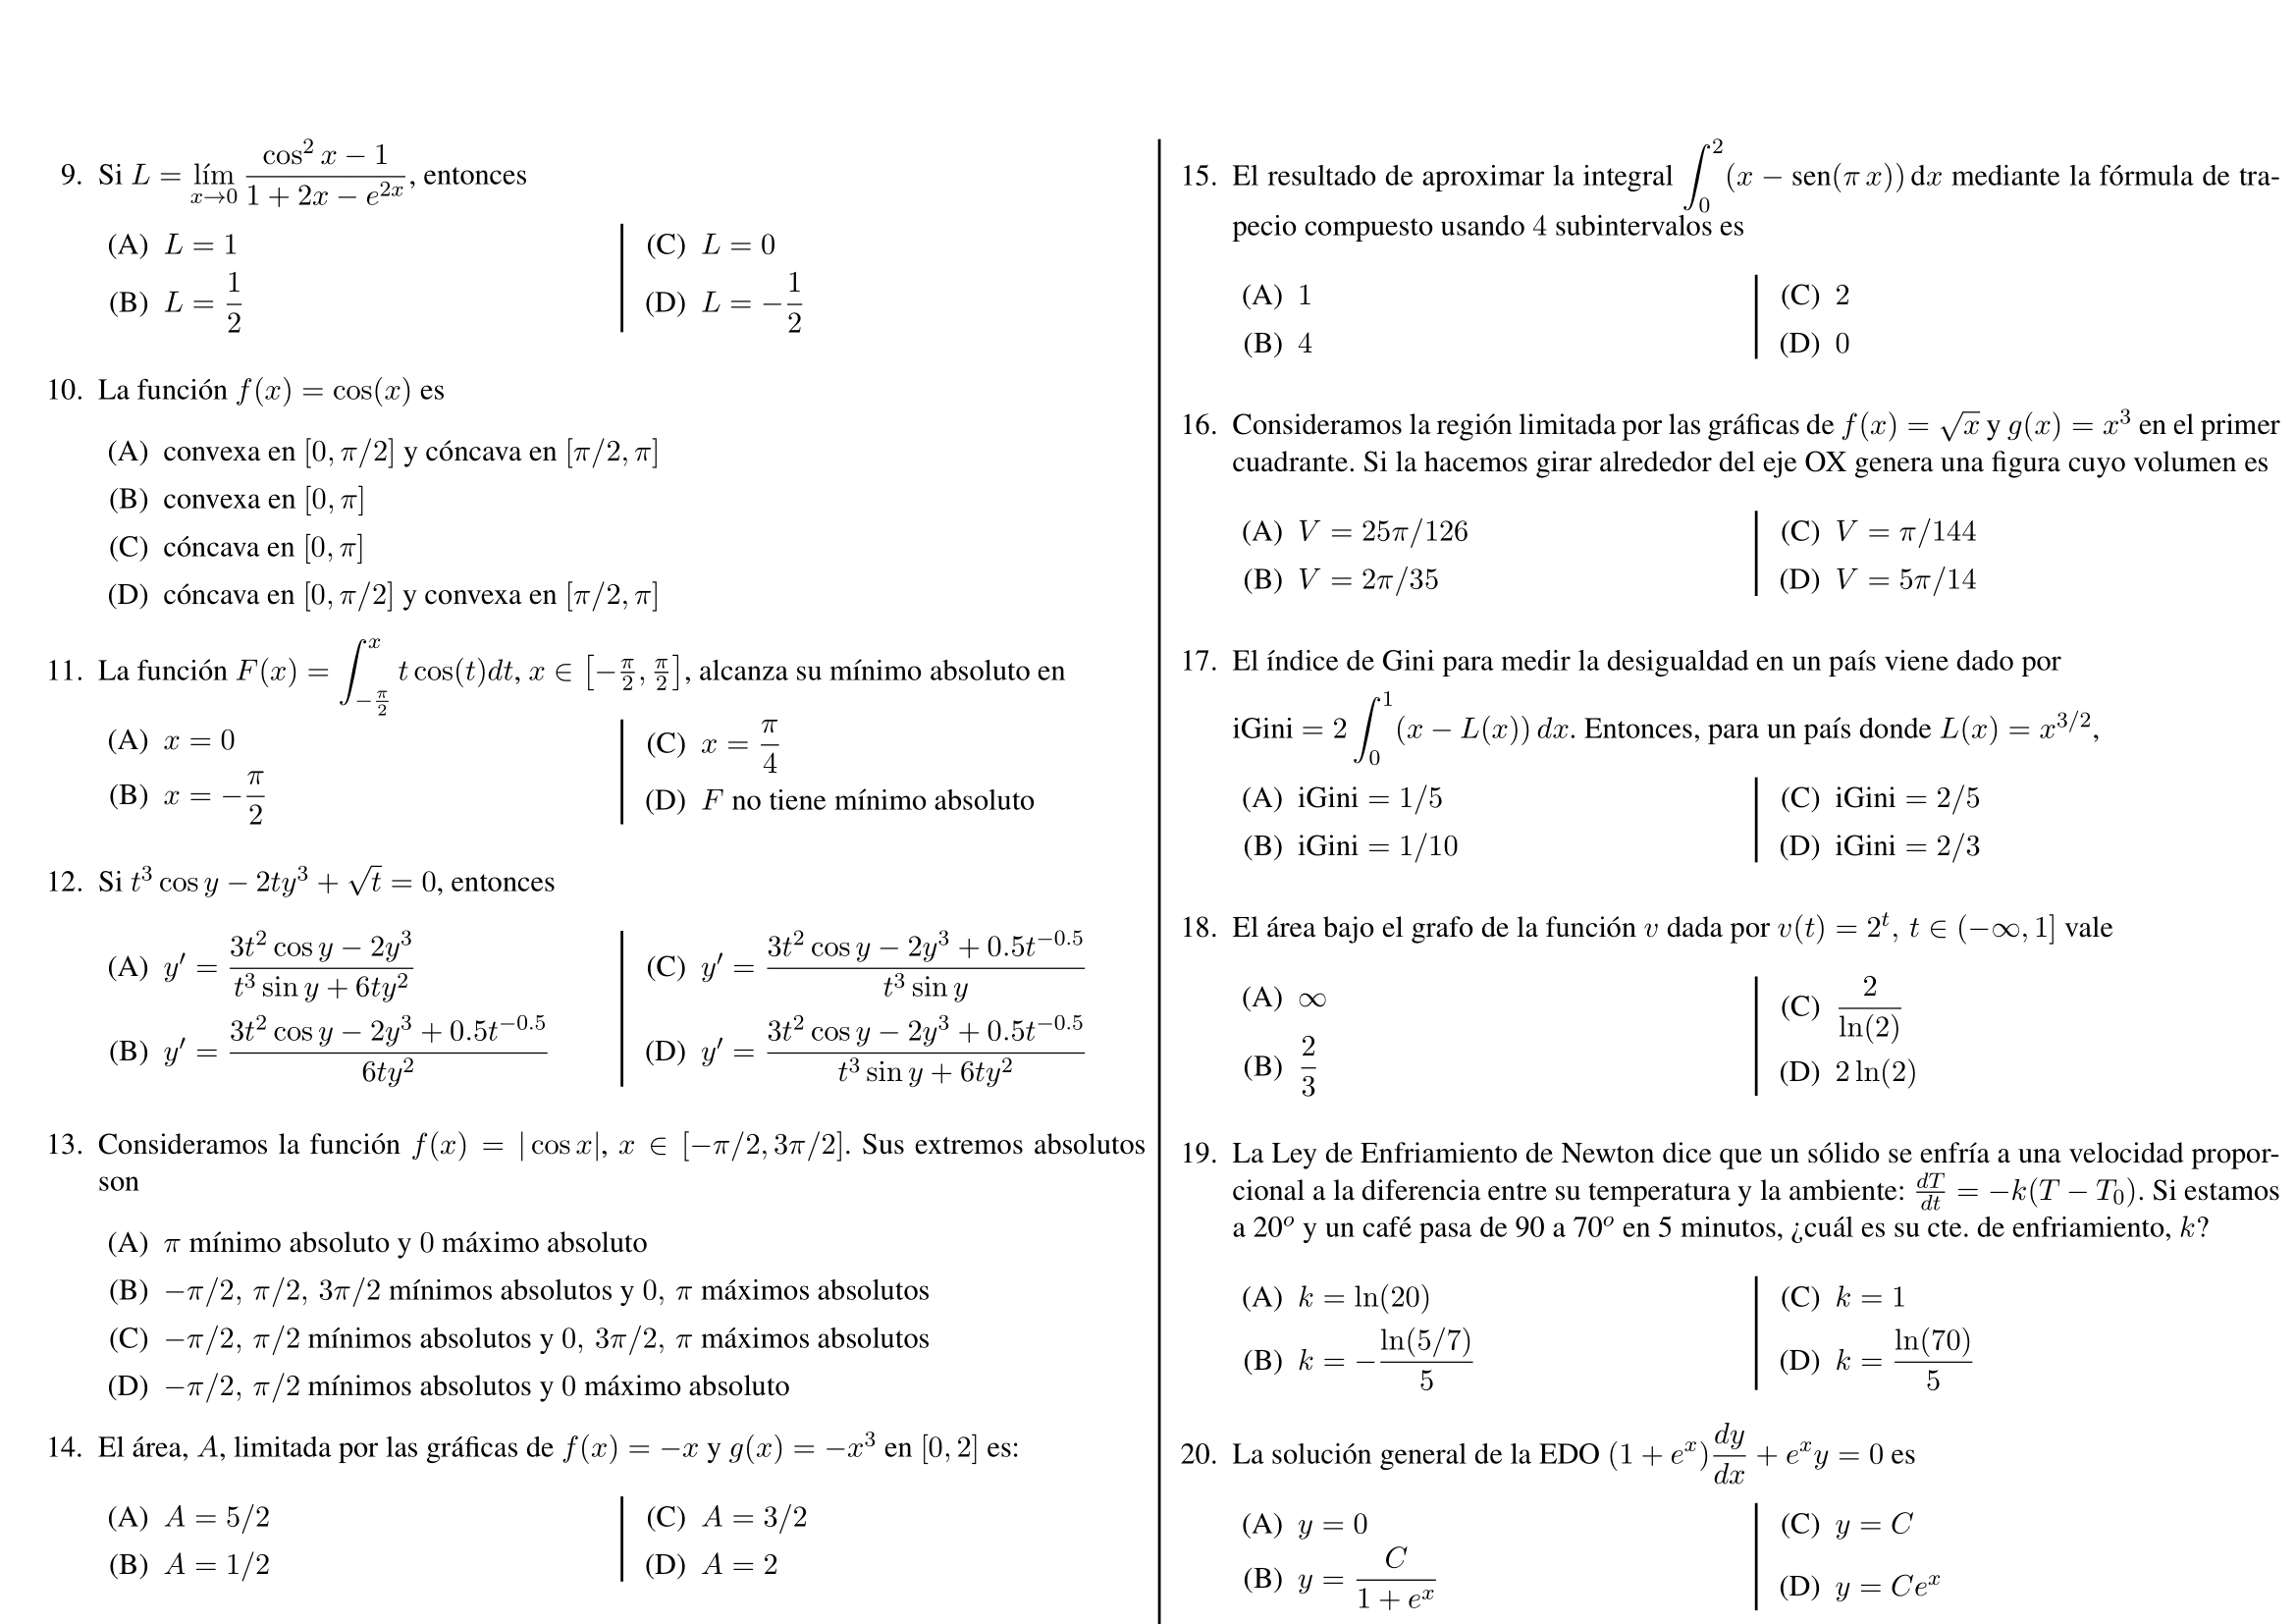 9. Si $L = \lim_{x \to 0} \frac{\cos^2 x - 1}{1 + 2x - e^{2x}}$, entonces
(A) $L = 1$
(B) $L = \frac{1}{2}$
(C) $L = 0$
(D) $L = -\frac{1}{2}$
10. La función $f(x) = \cos(x)$ es
(A) convexa en $[0, \pi/2]$ y cóncava en $[\pi/2, \pi]$
(B) convexa en $[0, \pi]$
(C) cóncava en $[0, \pi]$
(D) cóncava en $[0, \pi/2]$ y convexa en $[\pi/2, \pi]$
11. La función $F(x) = \int_{-\frac{\pi}{2}}^{x} t\cos(t)dt$, $x \in \left[-\frac{\pi}{2}, \frac{\pi}{2}\right]$, alcanza su mínimo absoluto en
(A) $x = 0$
(B) $x = -\frac{\pi}{2}$
(C) $x = \frac{\pi}{4}$
(D) $F$ no tiene mínimo absoluto
12. Si $t^3 \cos y - 2ty^3 + \sqrt{t} = 0$, entonces
(A) $y' = \frac{3t^2 \cos y - 2y^3}{t^3 \sin y + 6ty^2}$
(B) $y' = \frac{3t^2 \cos y - 2y^3 + 0.5t^{-0.5}}{6ty^2}$
(C) $y' = \frac{3t^2 \cos y - 2y^3 + 0.5t^{-0.5}}{t^3 \sin y}$
(D) $y' = \frac{3t^2 \cos y - 2y^3 + 0.5t^{-0.5}}{t^3 \sin y + 6ty^2}$
13. Consideramos la función $f(x) = |\cos x|$, $x \in [-\pi/2, 3\pi/2]$. Sus extremos absolutos
son
(A) $\pi$ mínimo absoluto y $0$ máximo absoluto
(B) $-\pi/2, \pi/2, 3\pi/2$ mínimos absolutos y $0, \pi$ máximos absolutos
(C) $-\pi/2, \pi/2$ mínimos absolutos y $0, 3\pi/2, \pi$ máximos absolutos
(D) $-\pi/2, \pi/2$ mínimos absolutos y $0$ máximo absoluto
14. El área, $A$, limitada por las gráficas de $f(x) = -x$ y $g(x) = -x^3$ en $[0, 2]$ es:
(A) $A = 5/2$
(B) $A = 1/2$
(C) $A = 3/2$
(D) $A = 2$
15. El resultado de aproximar la integral $\int_0^2 (x - \text{sen}(\pi x))\,\text{d}x$ mediante la fórmula de tra-
pecio compuesto usando 4 subintervalos es
(A) 1
(B) 4
(C) 2
(D) 0
16. Consideramos la región limitada por las gráficas de $f(x) = \sqrt{x}$ y $g(x) = x^3$ en el primer
cuadrante. Si la hacemos girar alrededor del eje OX genera una figura cuyo volumen es
(A) $V = 25\pi/126$
(B) $V = 2\pi/35$
(C) $V = \pi/144$
(D) $V = 5\pi/14$
17. El índice de Gini para medir la desigualdad en un país viene dado por
iGini $= 2\int_0^1 (x - L(x))\,dx$. Entonces, para un país donde $L(x) = x^{3/2}$,
(A) iGini $= 1/5$
(B) iGini $= 1/10$
(C) iGini $= 2/5$
(D) iGini $= 2/3$
18. El área bajo el grafo de la función $v$ dada por $v(t) = 2^t$, $t \in (-\infty, 1]$ vale
(A) $\infty$
(B) $\frac{2}{3}$
(C) $\frac{2}{\ln(2)}$
(D) $2\ln(2)$
19. La Ley de Enfriamiento de Newton dice que un sólido se enfría a una velocidad propor-
cional a la diferencia entre su temperatura y la ambiente: $\frac{dT}{dt} = -k(T - T_0)$. Si estamos
a $20^o$ y un café pasa de 90 a $70^o$ en 5 minutos, ¿cuál es su cte. de enfriamiento, $k$?
(A) $k = \ln(20)$
(B) $k = -\frac{\ln(5/7)}{5}$
(C) $k = 1$
(D) $k = \frac{\ln(70)}{5}$
20. La solución general de la EDO $(1 + e^x)\frac{dy}{dx} + e^x y = 0$ es
(A) $y = 0$
(B) $y = \frac{C}{1 + e^x}$
(C) $y = C$
(D) $y = Ce^x$